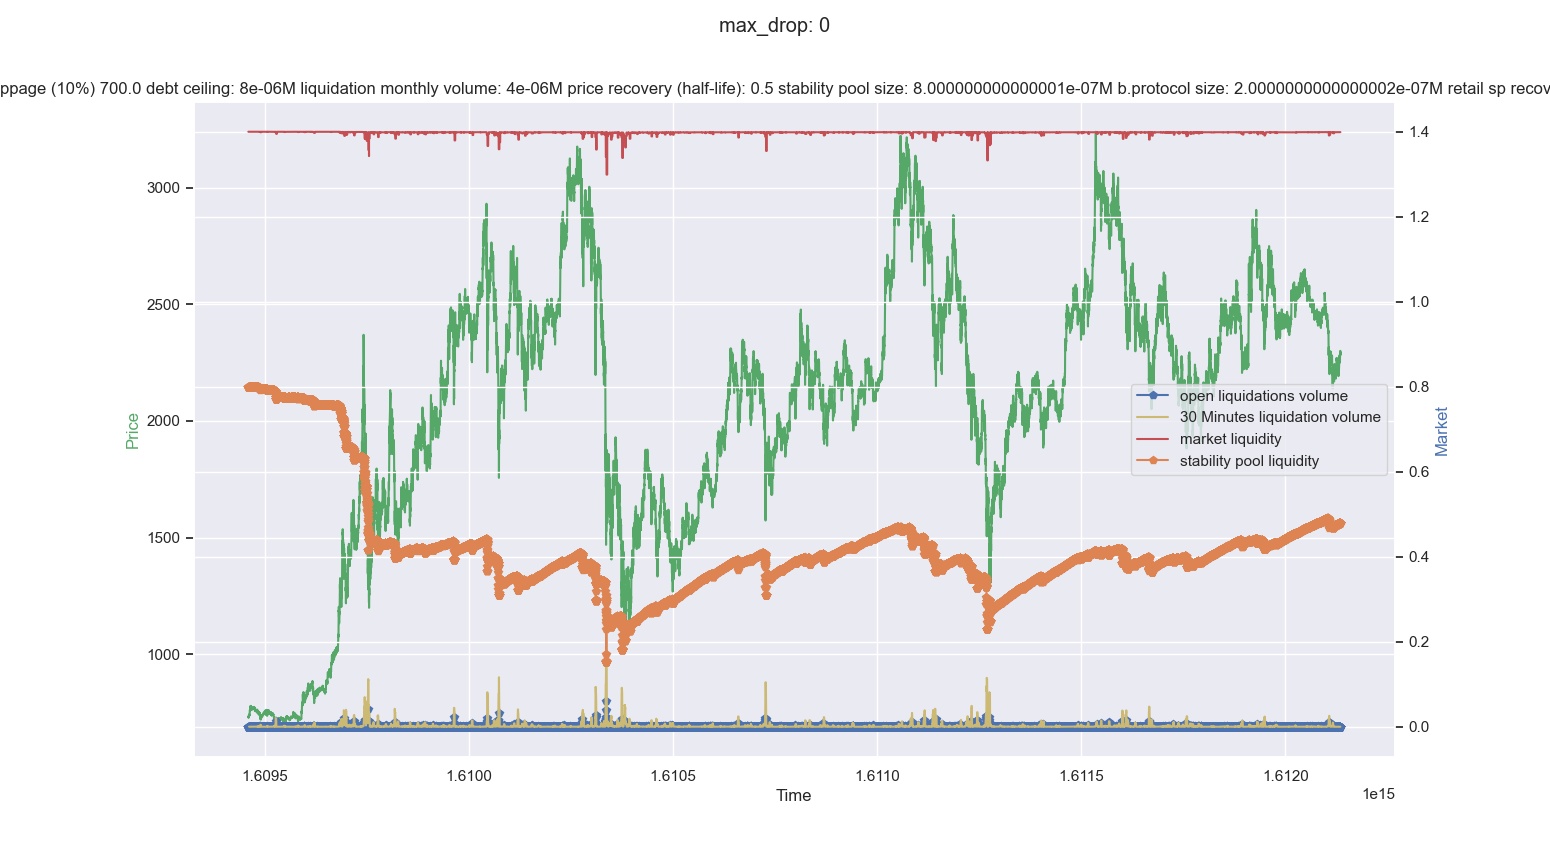 max_drop: 0
ppage (10%) 700.0 debt ceiling: 8e-06M liquidation monthly volume: 4e-06M price recovery (half-life): 0.5 stability pool size: 8.000000000000001e-07M b.protocol size: 2.0000000000000002e-07M retail sp recov
3000
2500
2000
1500
1000
Price
1.4
1.2
1.0
0.8
0.6
0.4
0.2
0.0
Market
open liquidations volume
30 Minutes liquidation volume
market liquidity
stability pool liquidity
1.6095
1.6100
1.6105
1.6110
1.6115
1.6120
Time
1e15